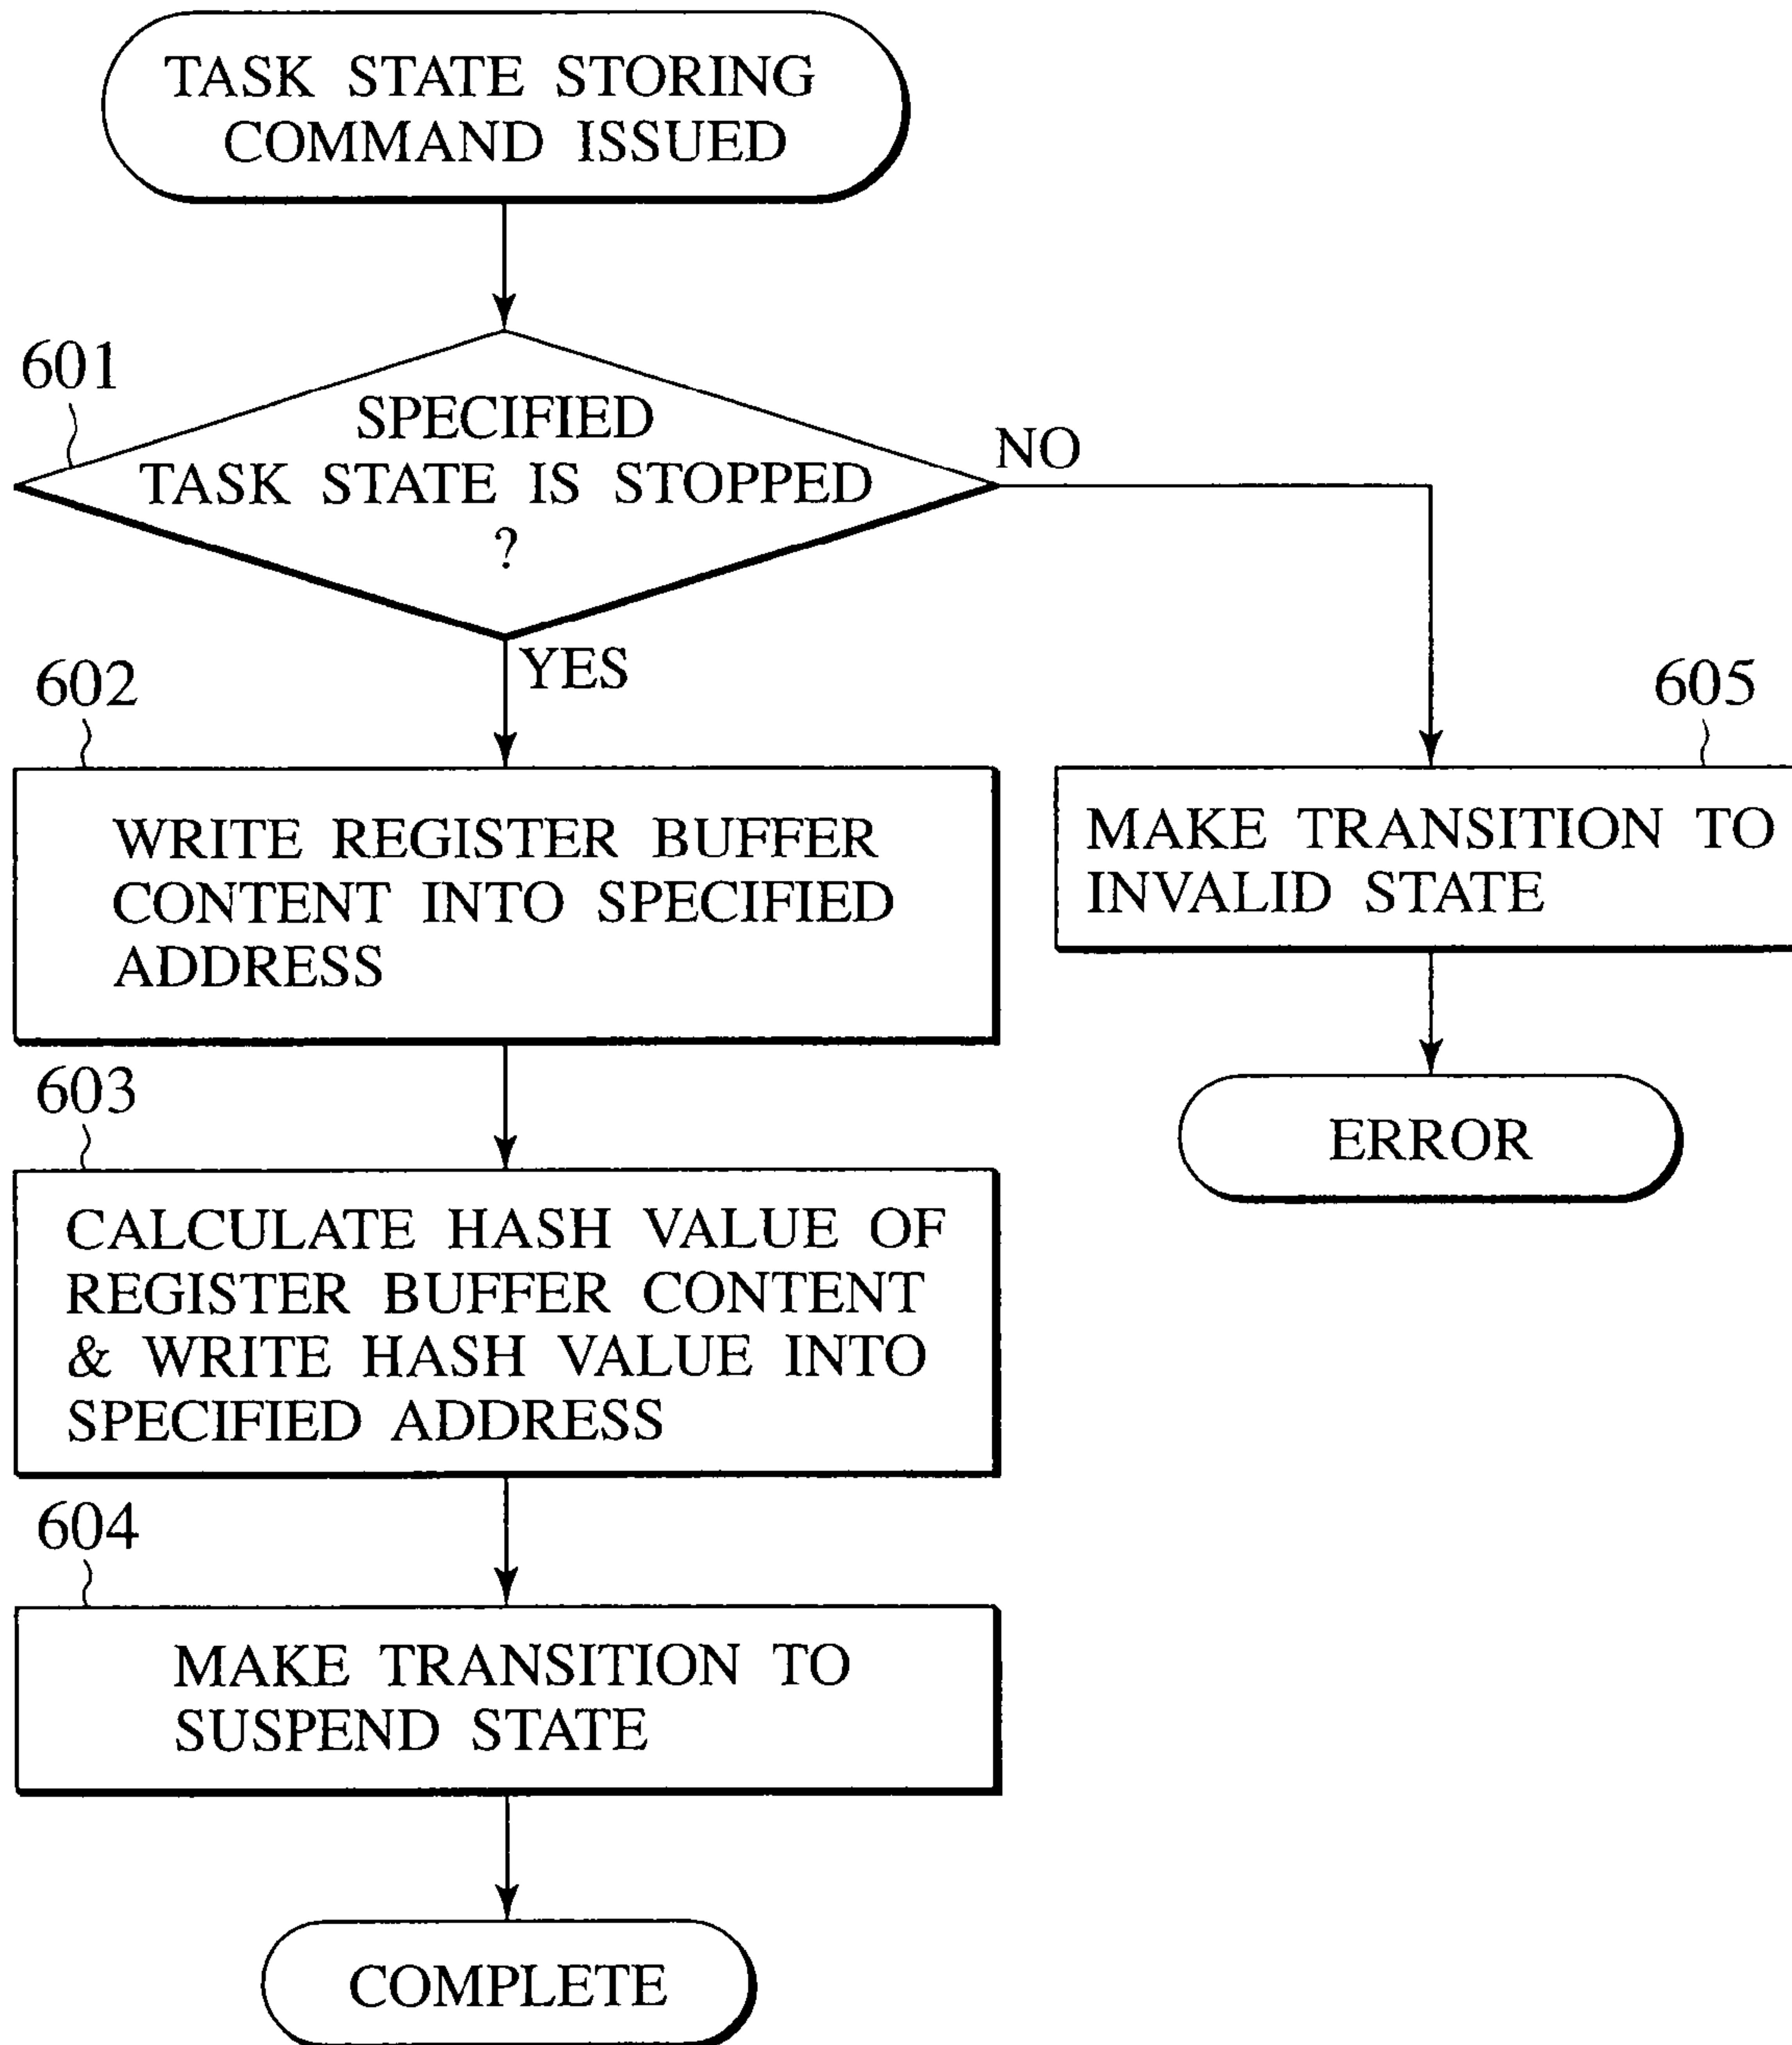 TASK STATE STORING
COMMAND ISSUED
601
SPECIFIED
TASK STATE IS STOPPED
?
NO
YES
602
WRITE REGISTER BUFFER
CONTENT INTO SPECIFIED
ADDRESS
605
MAKE TRANSITION TO
INVALID STATE
ERROR
603
CALCULATE HASH VALUE OF
REGISTER BUFFER CONTENT
& WRITE HASH VALUE INTO
SPECIFIED ADDRESS
604
MAKE TRANSITION TO
SUSPEND STATE
COMPLETE